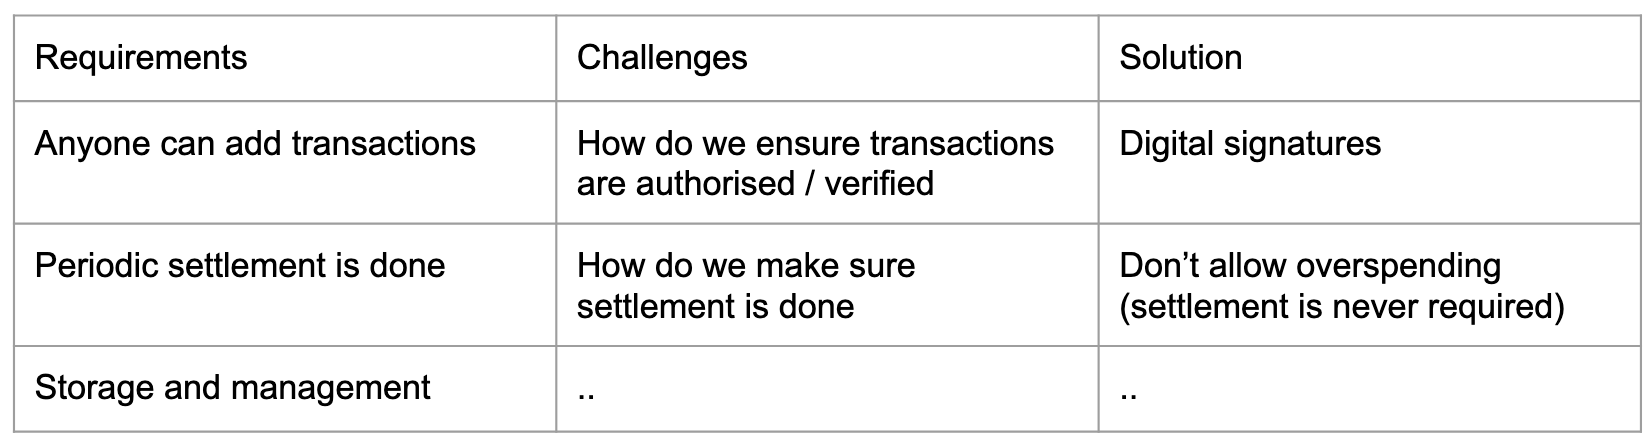 Requirements
Challenges
Solution
Anyone can add transactions
How do we ensure transactions
are authorised / verified
Digital signatures
Periodic settlement is done
How do we make sure
settlement is done
Don’t allow overspending
(settlement is never required)
Storage and management
..
..